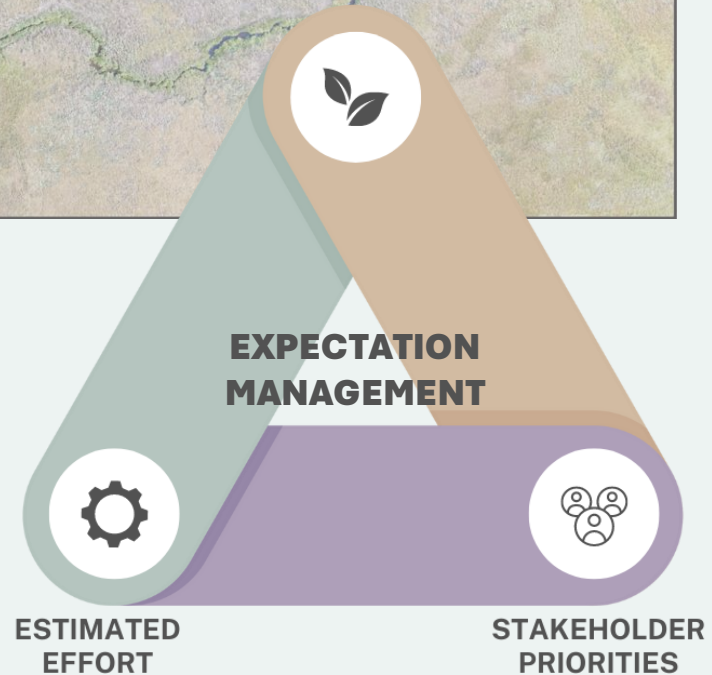 EXPECTATION
MANAGEMENT
ESTIMATED
EFFORT
STAKEHOLDER
PRIORITIES